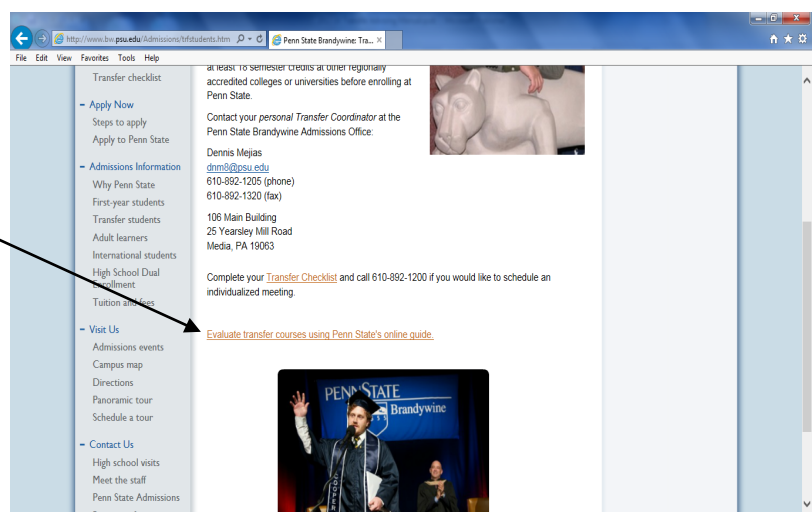 http://www.bw.psu.edu/Admissions/trfstudents.htm
Penn State Brandywine: Tra...
File Edit View Favorites Tools Help
Transfer checklist
Apply Now
Steps to apply
Apply to Penn State
Admissions Information
Why Penn State
First-year students
Transfer students
Adult learners
International students
High School Dual
Enrollment
Tuition and fees
Visit Us
Admissions events
Campus map
Directions
Panoramic tour
Schedule a tour
Contact Us
High school visits
Meet the staff
Penn State Admissions
at least 18 semester credits at other regionally
accredited colleges or universities before enrolling at
Penn State.
Contact your personal Transfer Coordinator at the
Penn State Brandywine Admissions Office:
Dennis Mejias
dnm8@psu.edu
610-892-1205 (phone)
610-892-1320 (fax)
106 Main Building
25 Yearsley Mill Road
Media, PA 19063
Complete your Transfer Checklist and call 610-892-1200 if you would like to schedule an
individualized meeting.
Evaluate transfer courses using Penn State's online guide.
PENNSTATE
Brandywine
COOPER